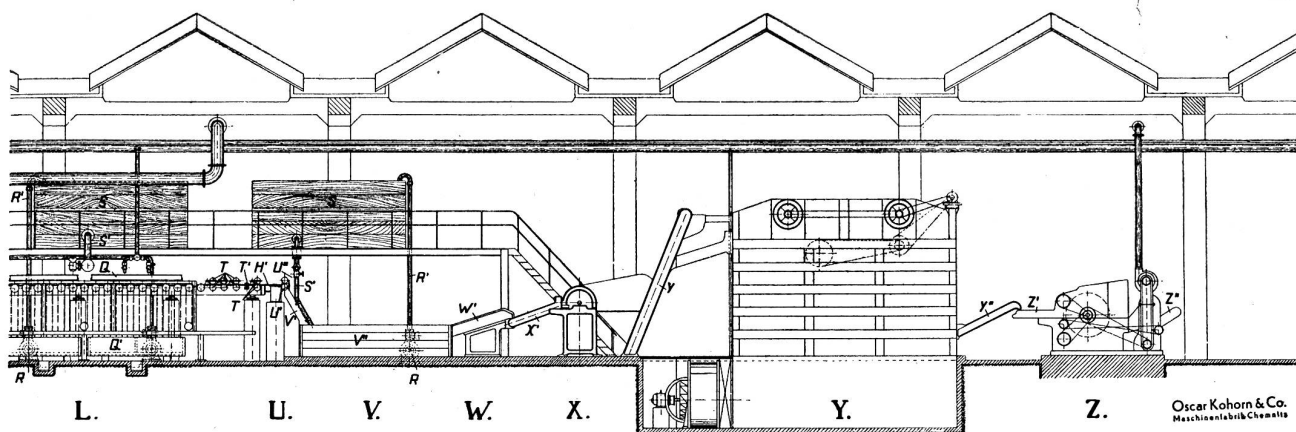 R' S S R'
S'
Q T T' H' U'' S'
T U' V' W' X' Y X'' Z' Z''
Q' V''
R R
L. U. V. W. X. Y. Z.
Oscar Kohorn & Co.
Maschinenfabrik Chemnitz